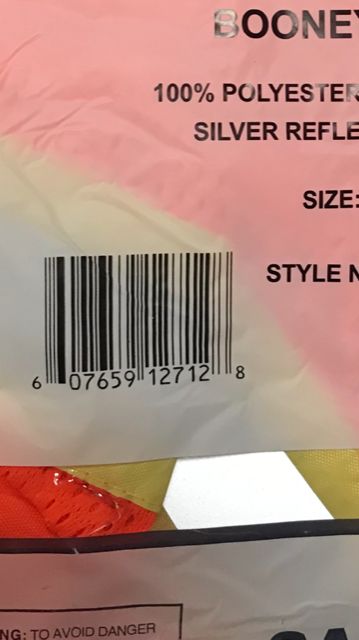 BOONEY
100% POLYESTER
SILVER REFLE
SIZE:
STYLE N
6 07659 12712 8
NG: TO AVOID DANGER